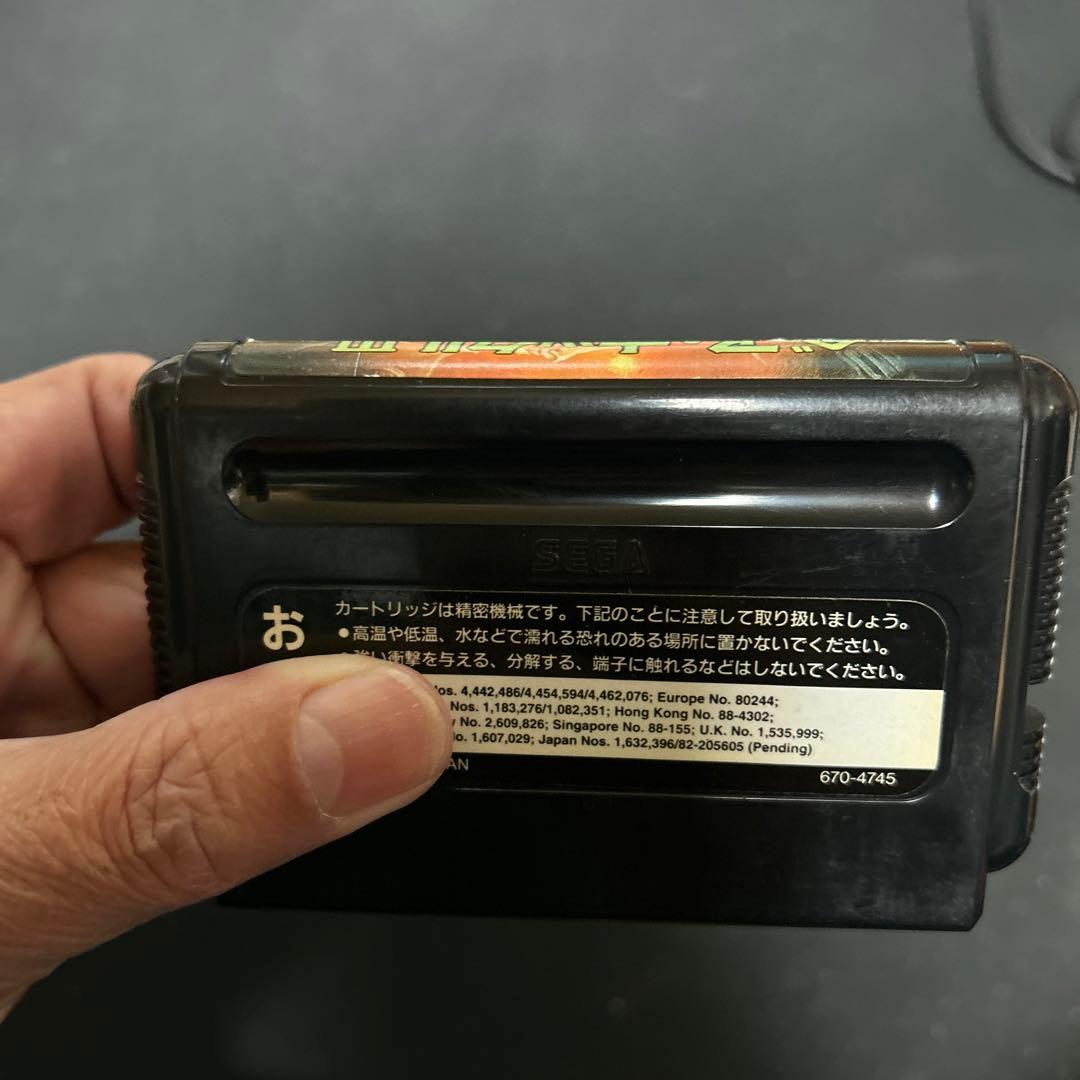 SEGA
お
カートリッジは精密機械です。下記のことに注意して取り扱いましょう。
•高温や低温、水などで濡れる恐れのある場所に置かないでください。
強い衝撃を与える、分解する、端子に触れるなどはしないでください。
4,442,486/4,454,594/4,462,076; Europe No. 80244;
Nos. 1,183,276/1,082,351; Hong Kong No. 88-4302;
No. 2,609,826; Singapore No. 88-155; U.K. No. 1,535,999;
1,607,029; Japan Nos. 1,632,396/82-205605 (Pending)
670-4745